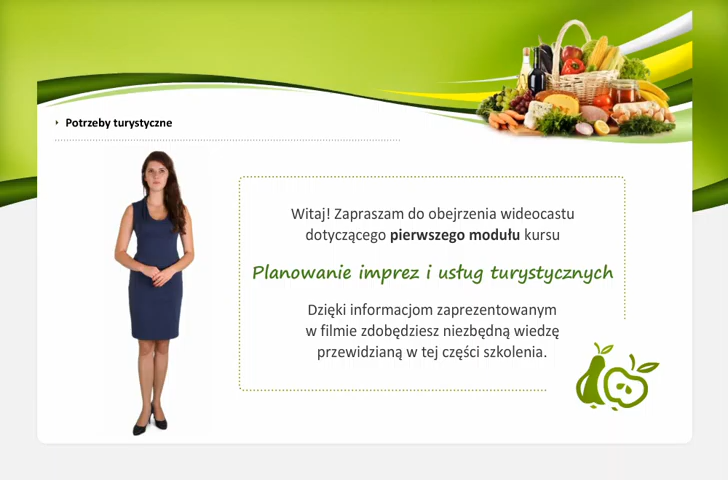 Potrzeby turystyczne
Witaj! Zapraszam do obejrzenia wideocastu
dotyczącego pierwszego modułu kursu
Planowanie imprez i usług turystycznych
Dzięki informacjom zaprezentowanym
w filmie zdobędziesz niezbędną wiedzę
przewidzianą w tej części szkolenia.